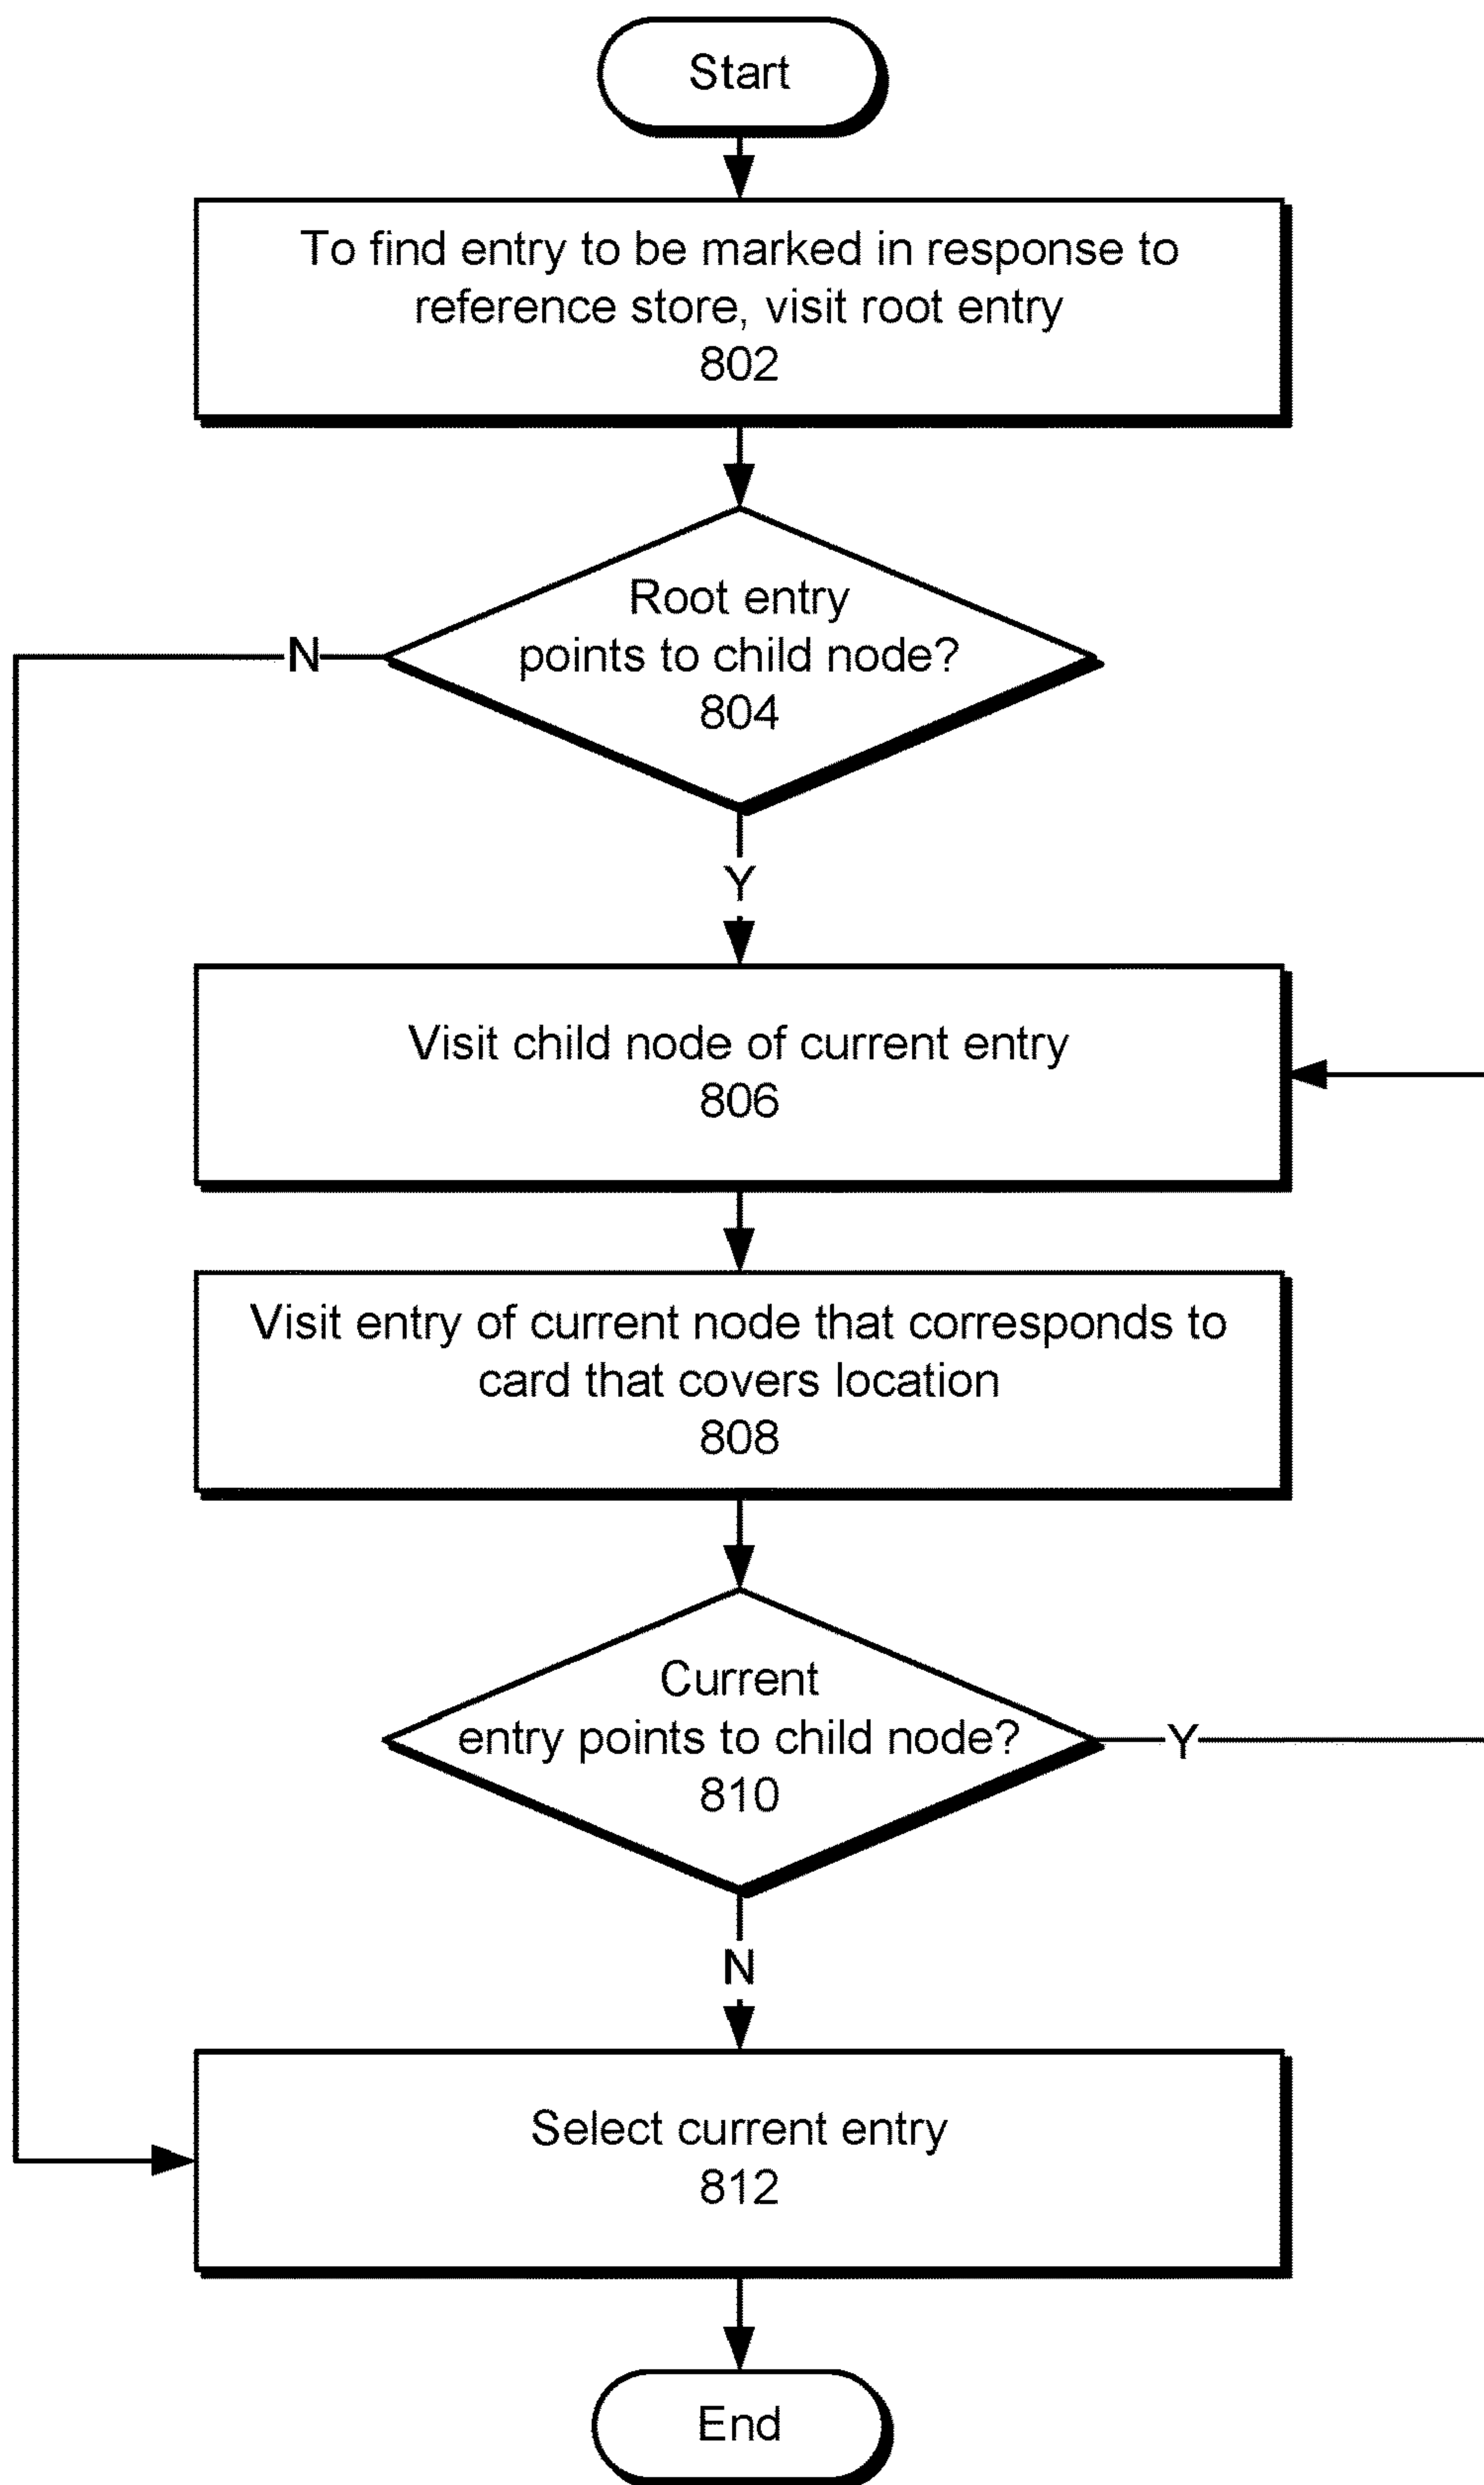 Start
To find entry to be marked in response to
reference store, visit root entry
802
Root entry
points to child node?
804
N
Y
Visit child node of current entry
806
Visit entry of current node that corresponds to
card that covers location
808
Current
entry points to child node?
810
Y
N
Select current entry
812
End